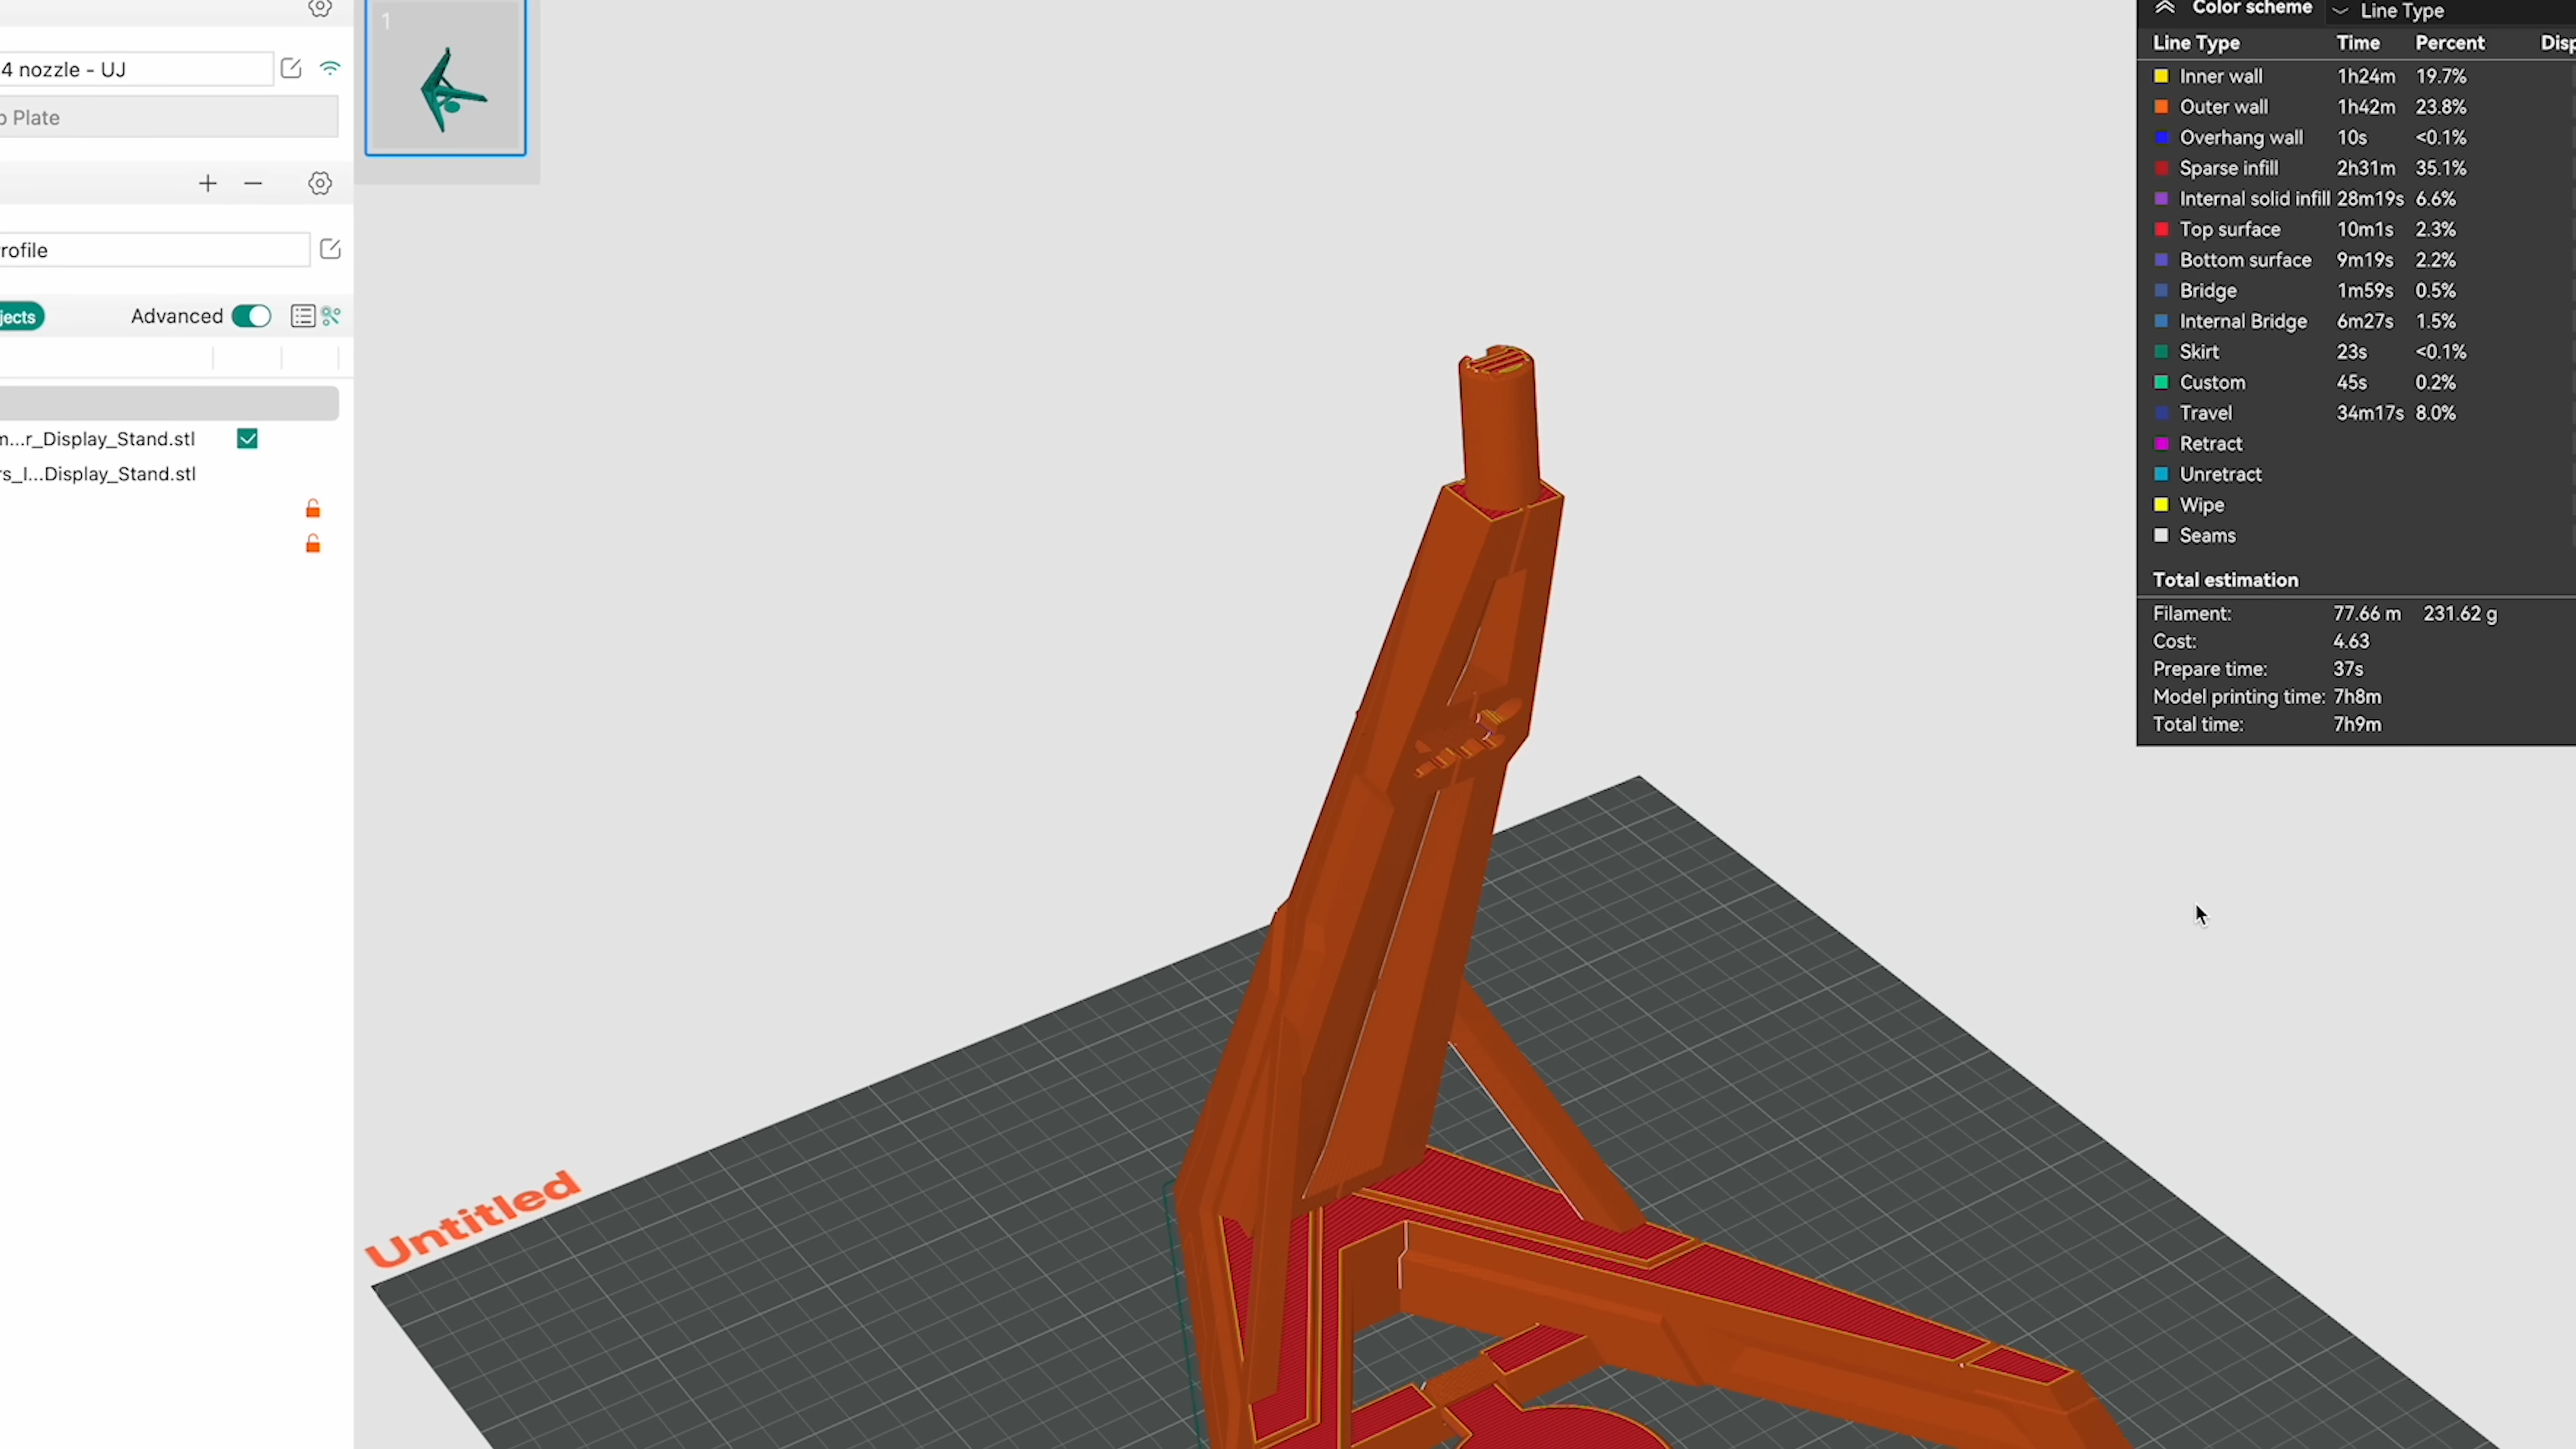 4 nozzle - UJ
Plate
rofile
jects
Advanced
m...r_Display_Stand.stl
rs_I...Display_Stand.stl
1
Untitled
Color scheme Line Type
Line Type Time Percent Disp
Inner wall 1h24m 19.7%
Outer wall 1h42m 23.8%
Overhang wall 10s <0.1%
Sparse infill 2h31m 35.1%
Internal solid infill 28m19s 6.6%
Top surface 10m1s 2.3%
Bottom surface 9m19s 2.2%
Bridge 1m59s 0.5%
Internal Bridge 6m27s 1.5%
Skirt 23s <0.1%
Custom 45s 0.2%
Travel 34m17s 8.0%
Retract
Unretract
Wipe
Seams
Total estimation
Filament: 77.66 m 231.62 g
Cost: 4.63
Prepare time: 37s
Model printing time: 7h8m
Total time: 7h9m